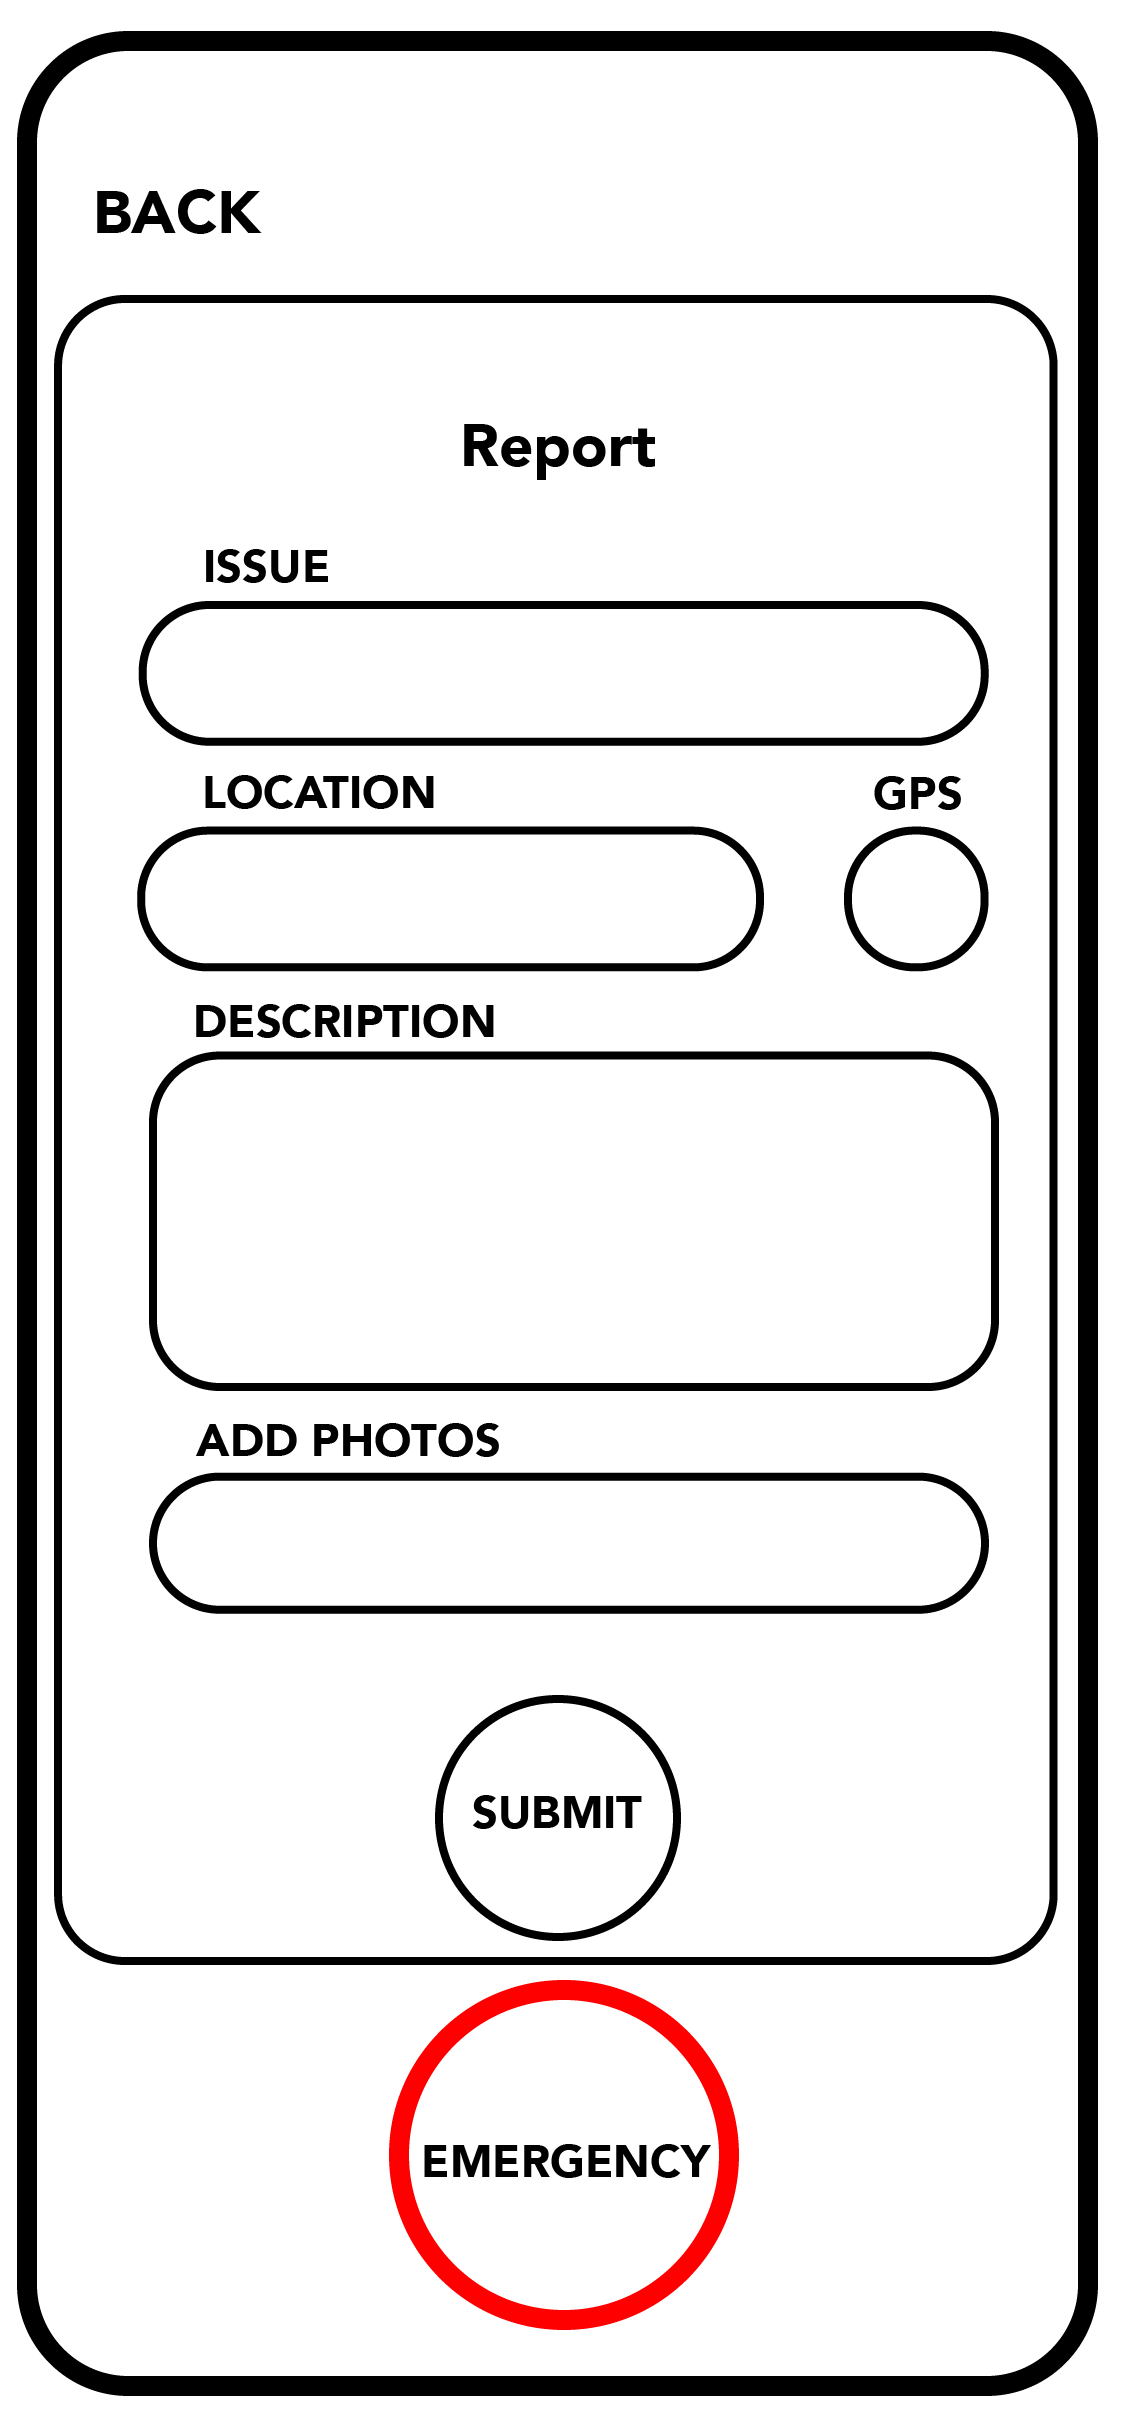 BACK
Report
ISSUE
LOCATION GPS
DESCRIPTION
ADD PHOTOS
SUBMIT
EMERGENCY